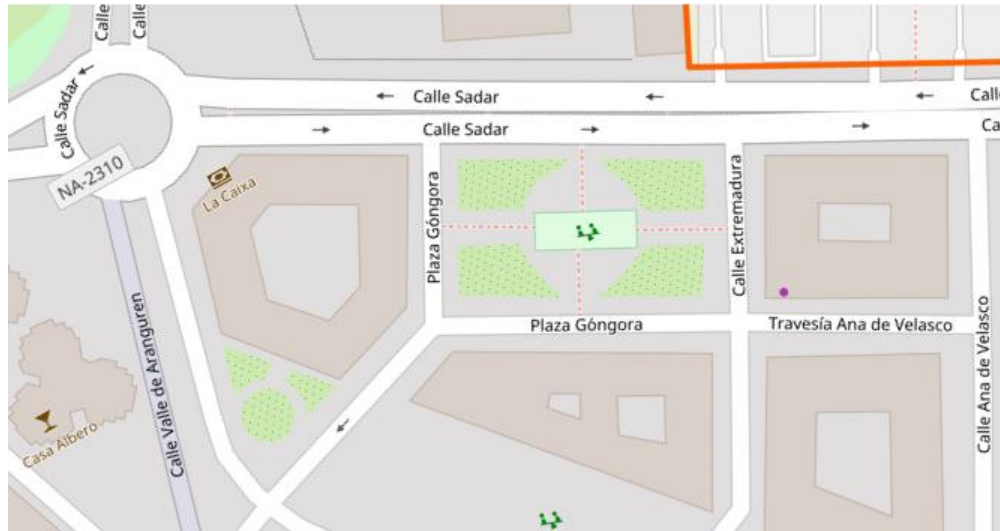 Calle
Calle
Calle Sadar
Calle Sadar
Calle
Calle Sadar
Ca
NA-2310
La Caixa
Plaza Góngora
Calle Extremadura
Plaza Góngora
Travesía Ana de Velasco
Calle Valle de Aranguren
Calle Ana de Velasco
Casa Albero